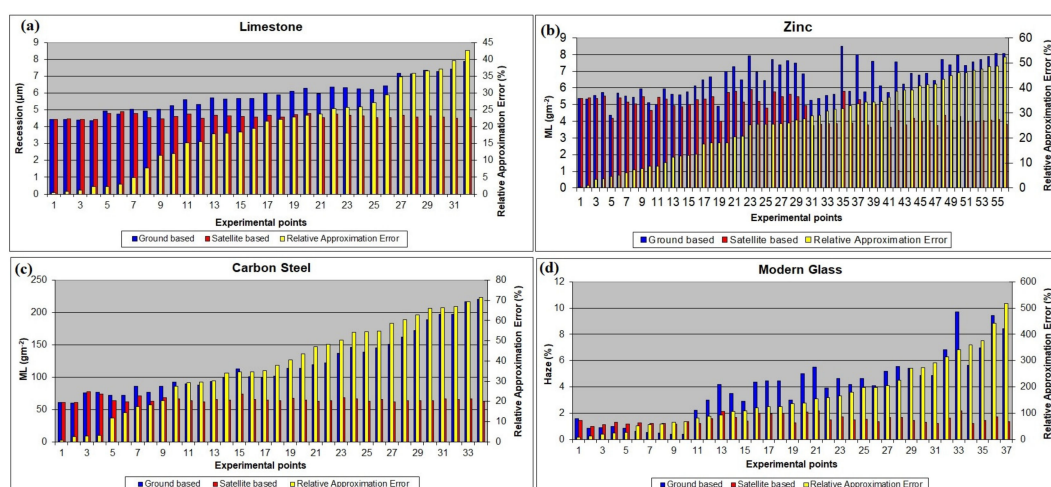 (a)
Limestone
Recession (µm)
9
8
7
6
5
4
3
2
1
0
45
40
35
30
25
20
15
10
5
0
Relative Approximation Error (%)
1 3 5 7 9 11 13 15 17 19 21 23 25 27 29 31
Experimental points
Ground based Satellite based Relative Approximation Error
(b)
Zinc
ML (gm⁻²)
9
8
7
6
5
4
3
2
1
0
60
50
40
30
20
10
0
Relative Approximation Error (%)
1 3 5 7 9 11 13 15 17 19 21 23 25 27 29 31 33 35 37 39 41 43 45 47 49 51 53 55
Experimental points
Ground based Satellite based Relative Approximation Error
(c)
Carbon Steel
ML (gm⁻²)
250
200
150
100
50
0
80
70
60
50
40
30
20
10
0
Relative Approximation Error (%)
1 3 5 7 9 11 13 15 17 19 21 23 25 27 29 31 33
Experimental points
Ground based Satellite based Relative Approximation Error
(d)
Modern Glass
Haze (%)
12
10
8
6
4
2
0
600
500
400
300
200
100
0
Relative Approximation Error (%)
1 3 5 7 9 11 13 15 17 19 21 23 25 27 29 31 33 35 37
Experimental points
Ground based Satellite based Relative Approximation Error